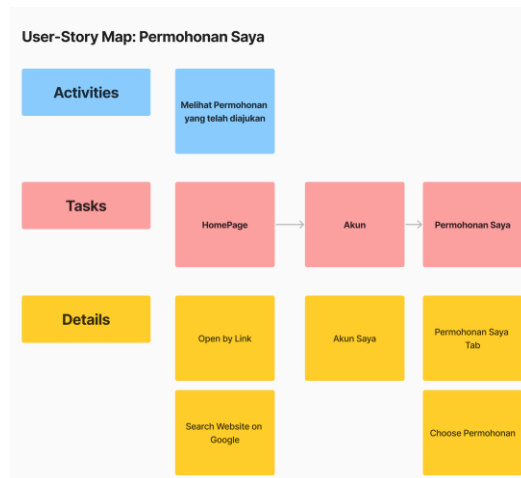 User-Story Map: Permohonan Saya
Activities
Melihat Permohonan
yang telah diajukan
Tasks
HomePage
Akun
Permohonan Saya
Details
Open by Link
Akun Saya
Permohonan Saya
Tab
Search Website on
Google
Choose Permohonan